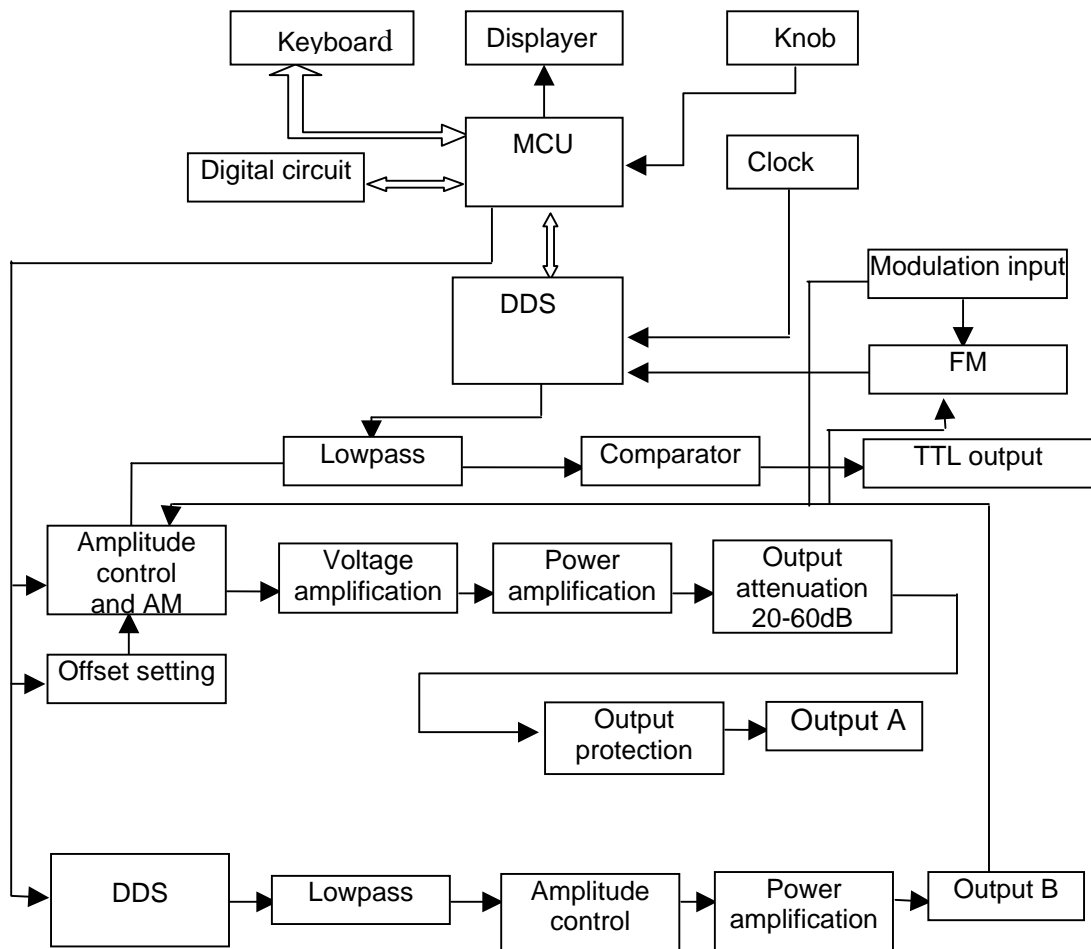 Keyboard
Displayer
Knob
MCU
Clock
Digital circuit
Modulation input
DDS
FM
Lowpass
Comparator
TTL output
Amplitude
control
and AM
Voltage
amplification
Power
amplification
Output
attenuation
20-60dB
Offset setting
Output
protection
Output A
DDS
Lowpass
Amplitude
control
Power
amplification
Output B